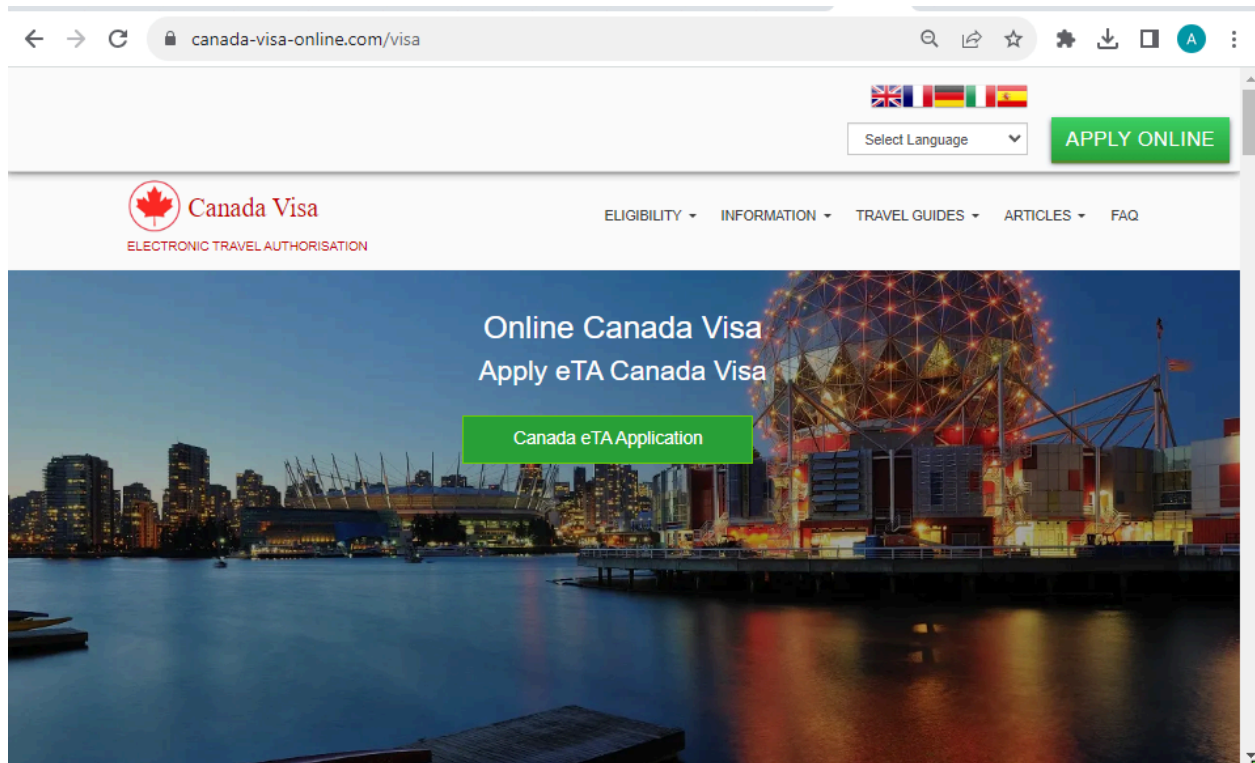 canada-visa-online.com/visa
A
Select Language
APPLY ONLINE
Canada Visa
ELECTRONIC TRAVEL AUTHORISATION
ELIGIBILITY
INFORMATION
TRAVEL GUIDES
ARTICLES
FAQ
Online Canada Visa
Apply eTA Canada Visa
Canada eTA Application